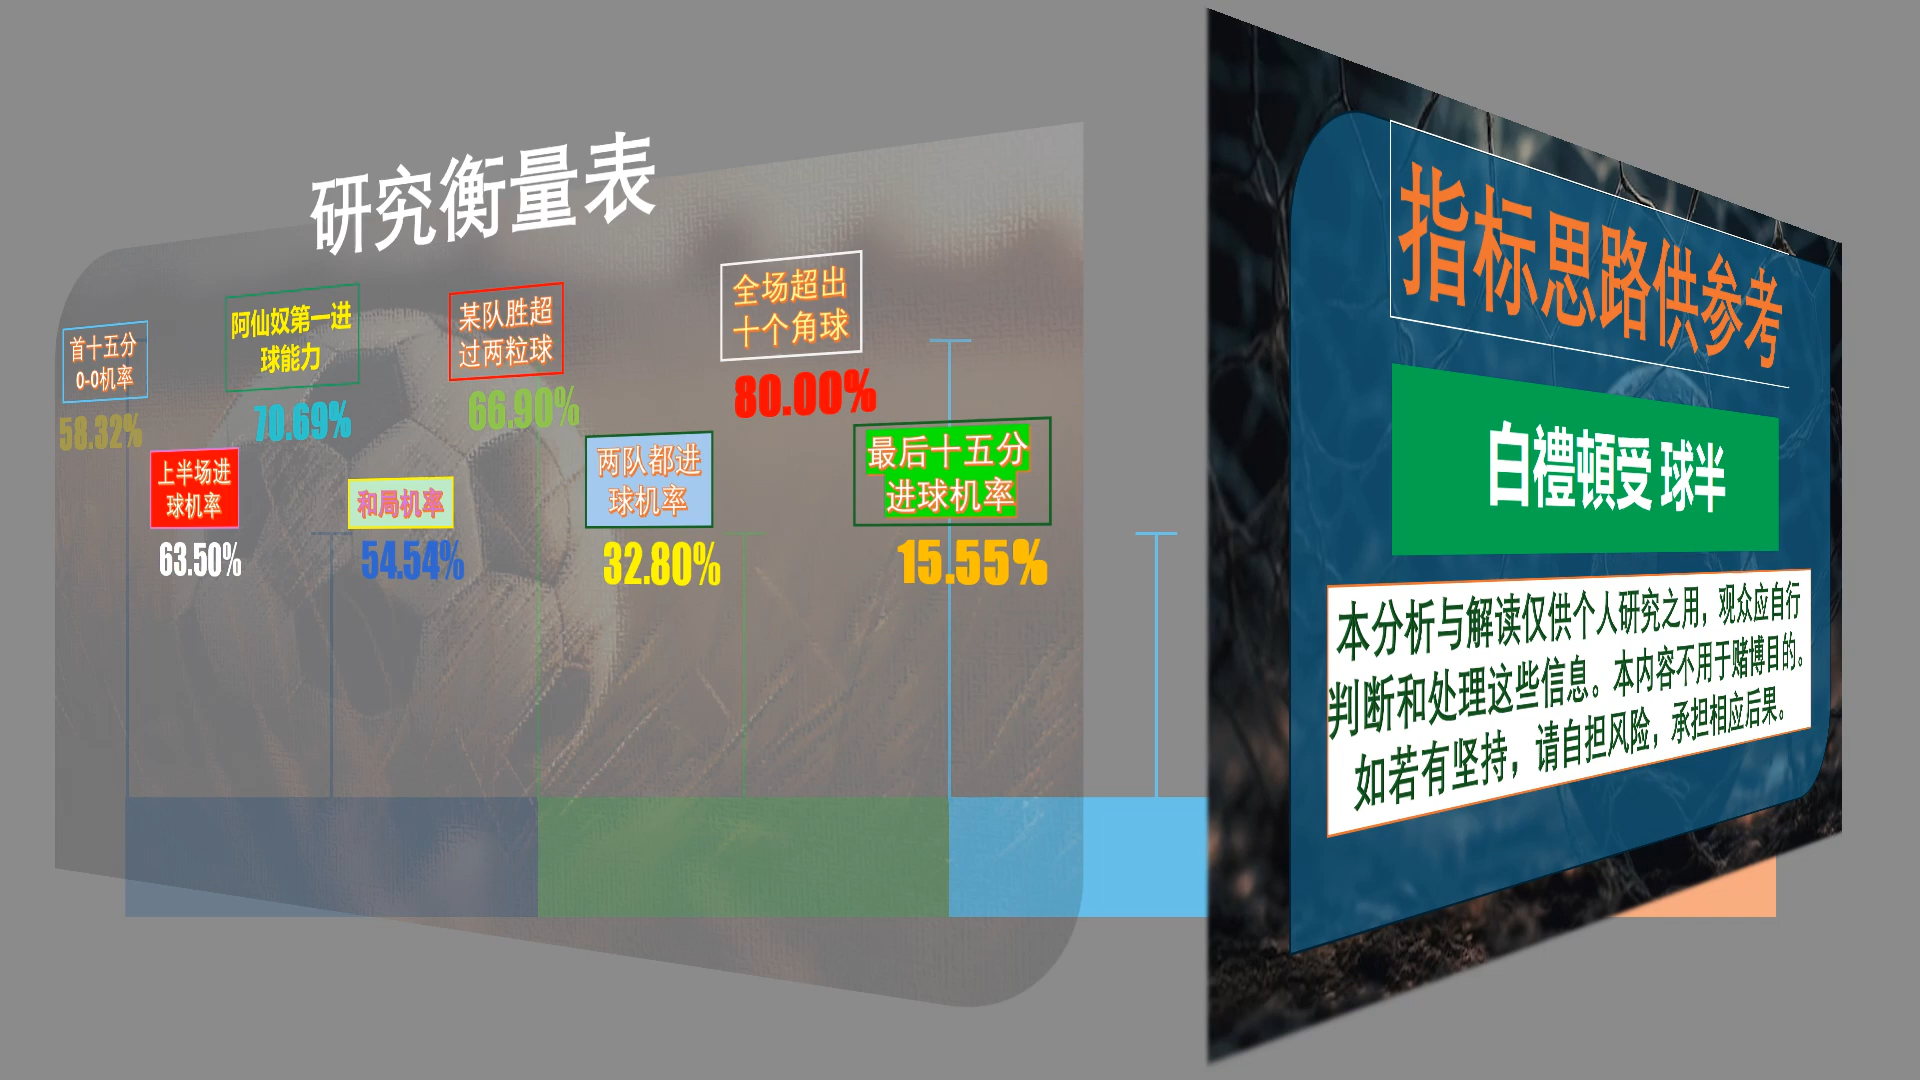 研究衡量表
首十五分
0-0机率
58.32%
阿仙奴第一进
球能力
70.69%
某队胜超
过两粒球
66.90%
全场超出
十个角球
80.00%
上半场进
球机率
63.50%
和局机率
54.54%
两队都进
球机率
32.80%
最后十五分
进球机率
15.55%
指标思路供参考
白禮頓受 球半
本分析与解读仅供个人研究之用，观众应自行
判断和处理这些信息。本内容不用于赌博目的。
如若有坚持，请自担风险，承担相应后果。